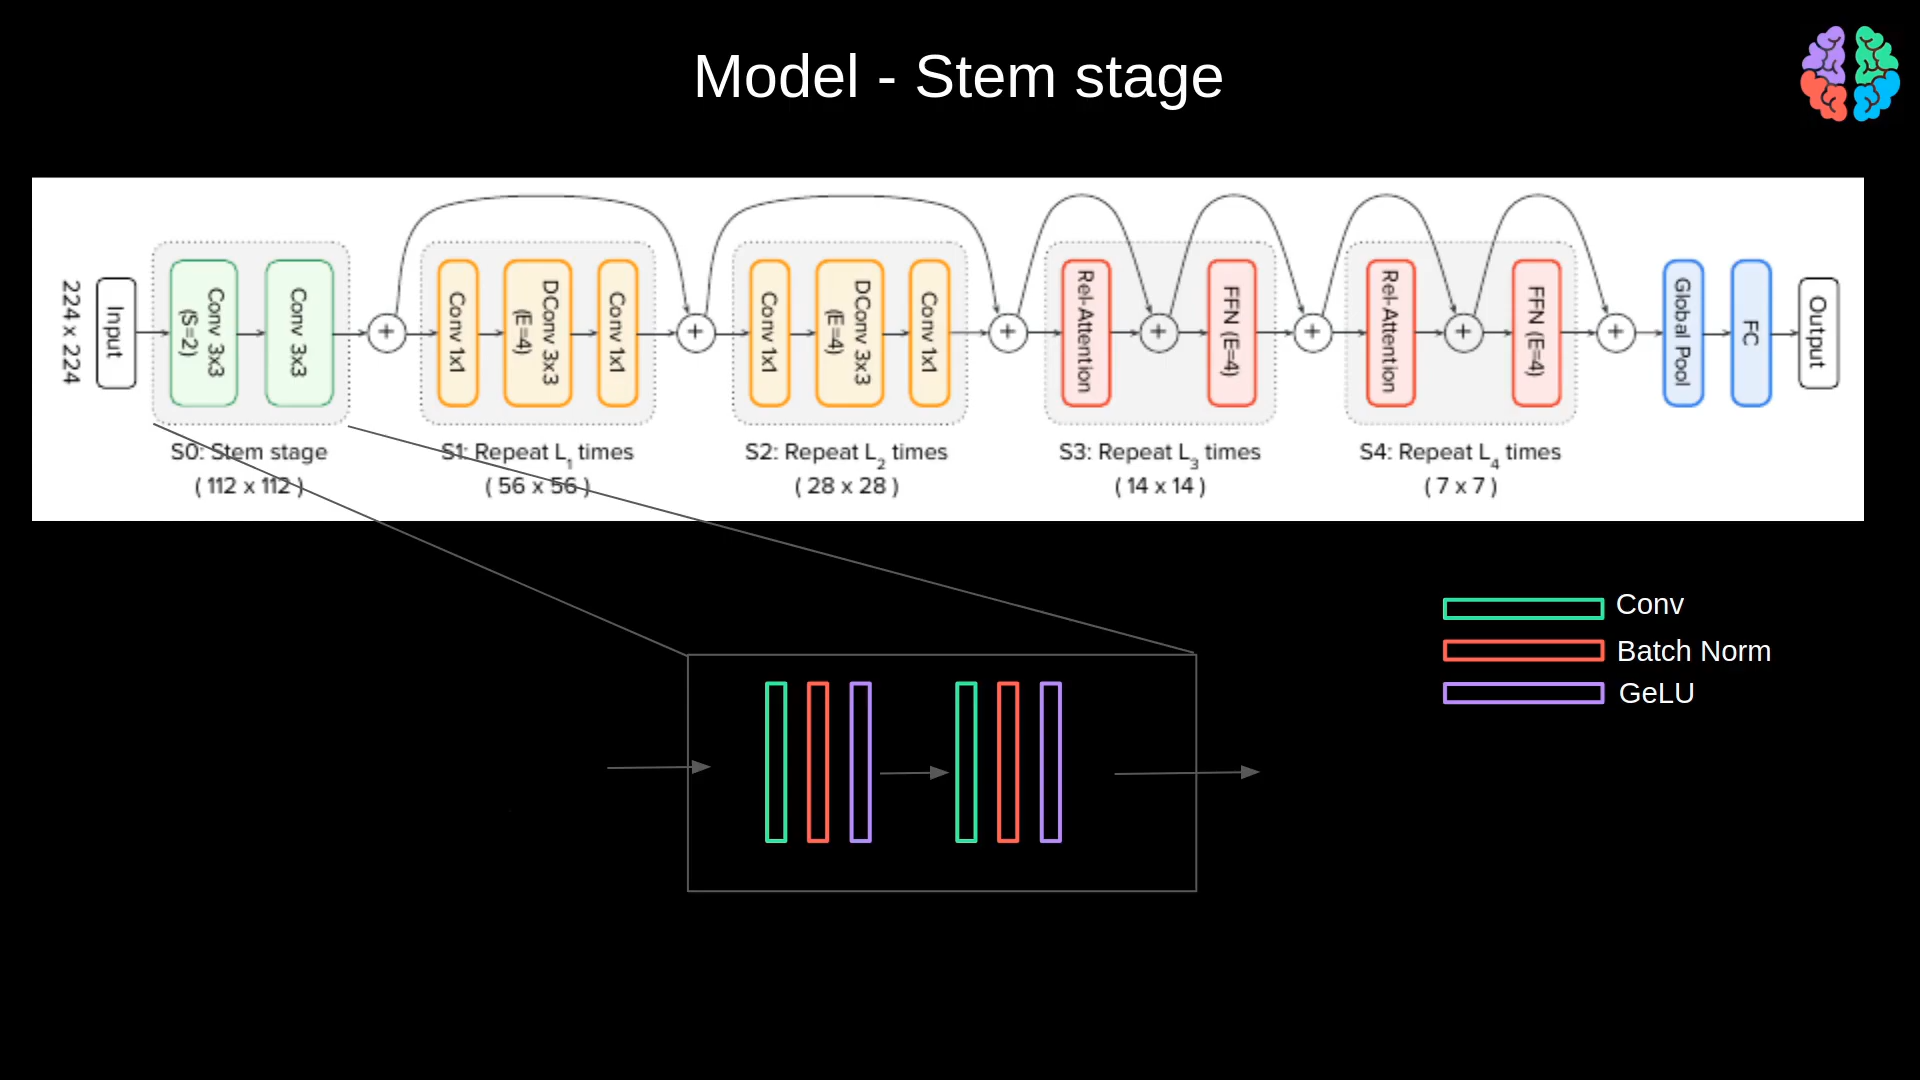 Model - Stem stage
224 x 224
Input
Conv 3x3
(S=2)
Conv 3x3
+
Conv 1x1
DConv 3x3
(E=4)
Conv 1x1
+
Conv 1x1
DConv 3x3
(E=4)
Conv 1x1
+
Rel-Attention
+
FFN (E=4)
+
Rel-Attention
+
FFN (E=4)
+
Global Pool
FC
Output
S0: Stem stage
( 112 x 112 )
S1: Repeat L1 times
( 56 x 56 )
S2: Repeat L2 times
( 28 x 28 )
S3: Repeat L3 times
( 14 x 14 )
S4: Repeat L4 times
( 7 x 7 )
Conv
Batch Norm
GeLU